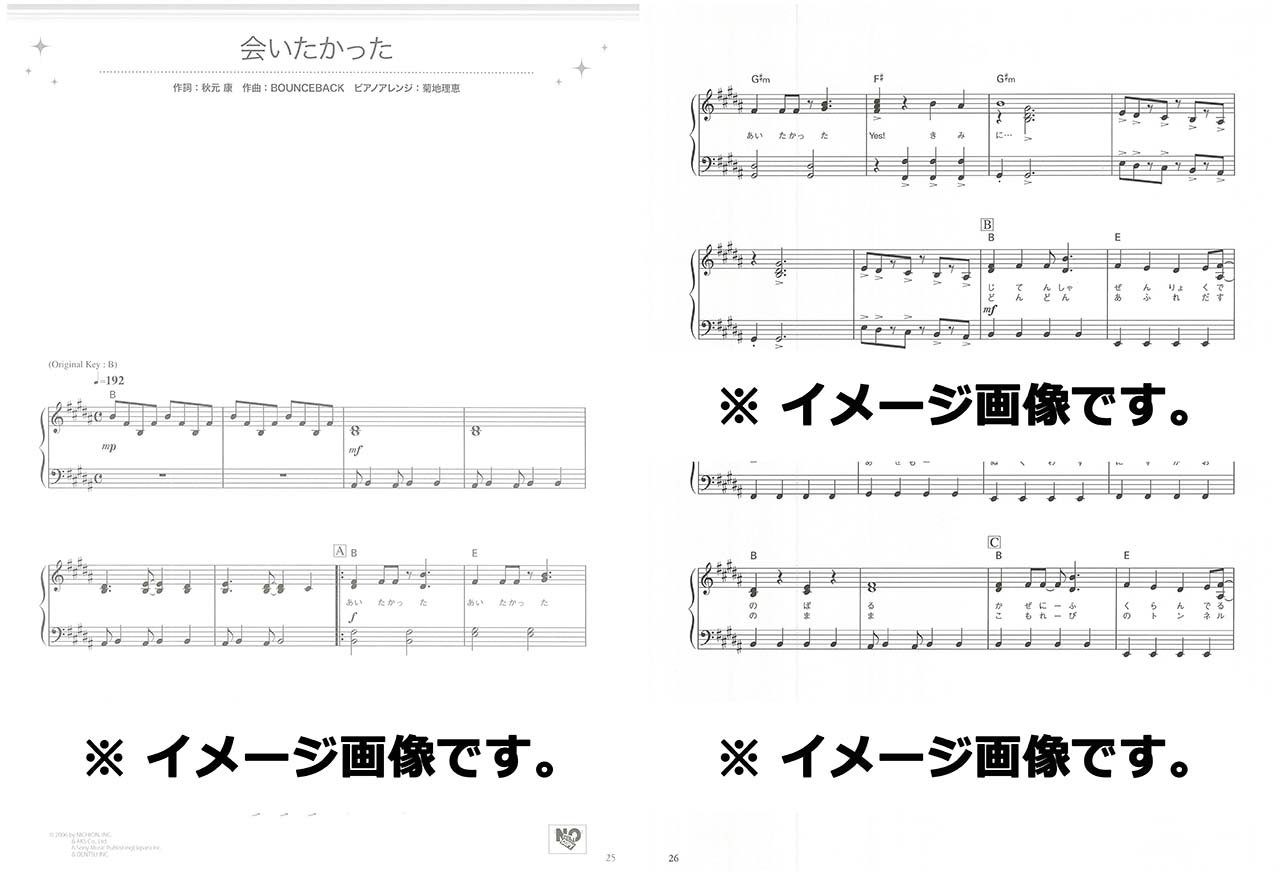 会いたかった
作詞：秋元 康　作曲：BOUNCEBACK　ピアノアレンジ：菊地理恵
(Original Key : B)
♩=192
B
mp
mf
A
B E
あい たかっ た あい たかっ た
f
※ イメージ画像です。
© 2006 by NICHION, INC.
& AKS Co., Ltd.
& Sony Music Publishing(Japan) Inc.
& DENTSU INC.
25
G♯m F♯ G♯m
あい たかっ た Yes! き み に…
B
B E
じ て ん しゃ ぜ ん りょ く で
ど ん ど ん あ ふ れ だ す
mf
※ イメージ画像です。
C
B B E
の ぼ る か ぜ に ー ふ く ら ん で る
の ま ま こ も れ ー び の ト ン ネ ル
※ イメージ画像です。
26